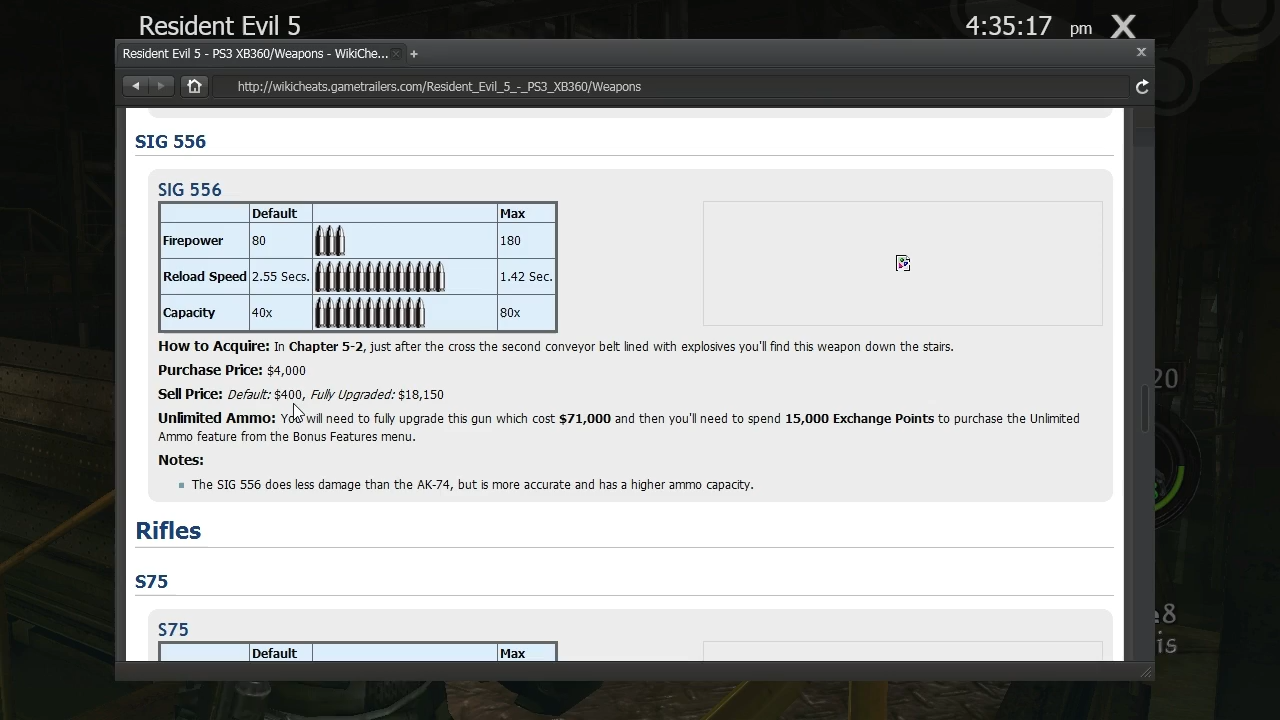 Resident Evil 5
4:35:17 pm X
Resident Evil 5 - PS3 XB360/Weapons - WikiChe...
http://wikicheats.gametrailers.com/Resident_Evil_5_-_PS3_XB360/Weapons
SIG 556
SIG 556
Default Max
Firepower 80 180
Reload Speed 2.55 Secs. 1.42 Sec.
Capacity 40x 80x
How to Acquire: In Chapter 5-2, just after the cross the second conveyor belt lined with explosives you'll find this weapon down the stairs.
Purchase Price: $4,000
Sell Price: Default: $400, Fully Upgraded: $18,150
Unlimited Ammo: You will need to fully upgrade this gun which cost $71,000 and then you'll need to spend 15,000 Exchange Points to purchase the Unlimited
Ammo feature from the Bonus Features menu.
Notes:
The SIG 556 does less damage than the AK-74, but is more accurate and has a higher ammo capacity.
Rifles
S75
S75
Default Max
20